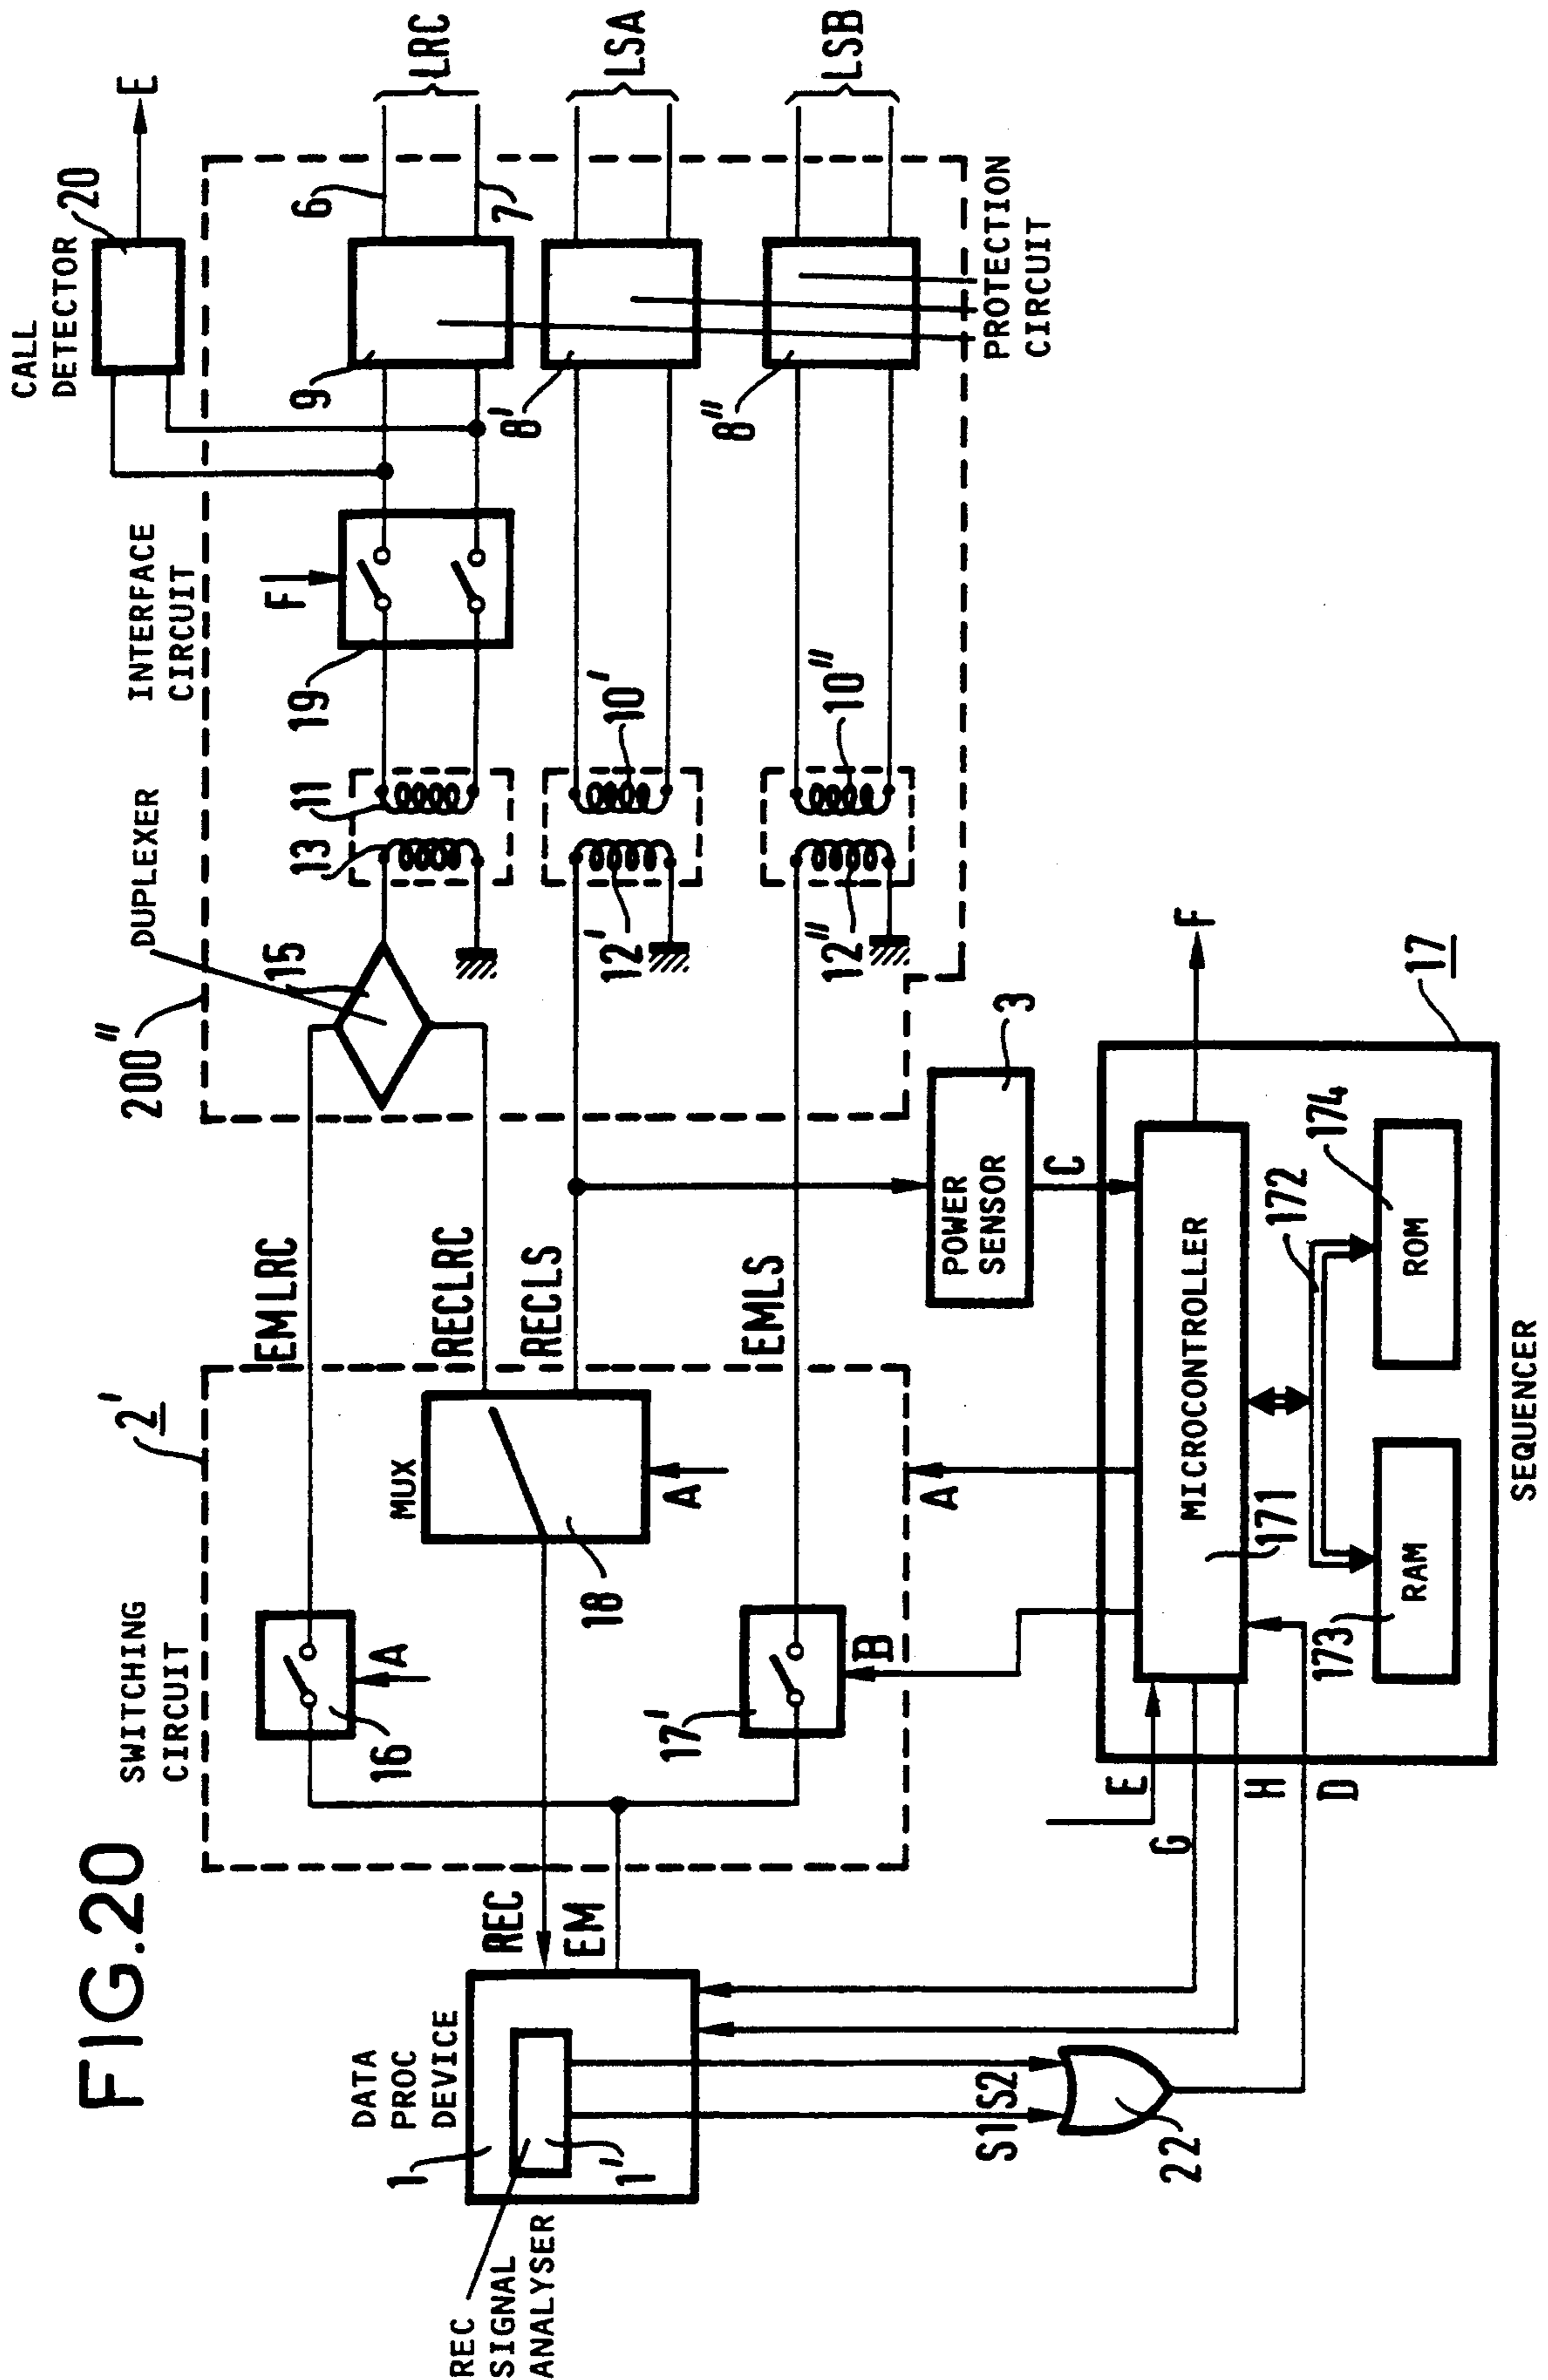 FIG.20
SWITCHING
CIRCUIT
2'
200"
DUPLEXER
INTERFACE
CIRCUIT
CALL
DETECTOR
20
E
EMLRC
15
13
11
19
F
9
6
7
LRC
16
A
MUX
18
A
RECLRC
RECLS
12'
10'
8'
LSA
17'
B
EMLS
12"
10"
8"
LSB
PROTECTION
CIRCUIT
DATA
PROC
DEVICE
REC
EM
1
1'
REC
SIGNAL
ANALYSER
S1
S2
22
POWER
SENSOR
3
C
A
E
G
H
D
F
17
MICROCONTROLLER
171
172
173
RAM
174
ROM
SEQUENCER